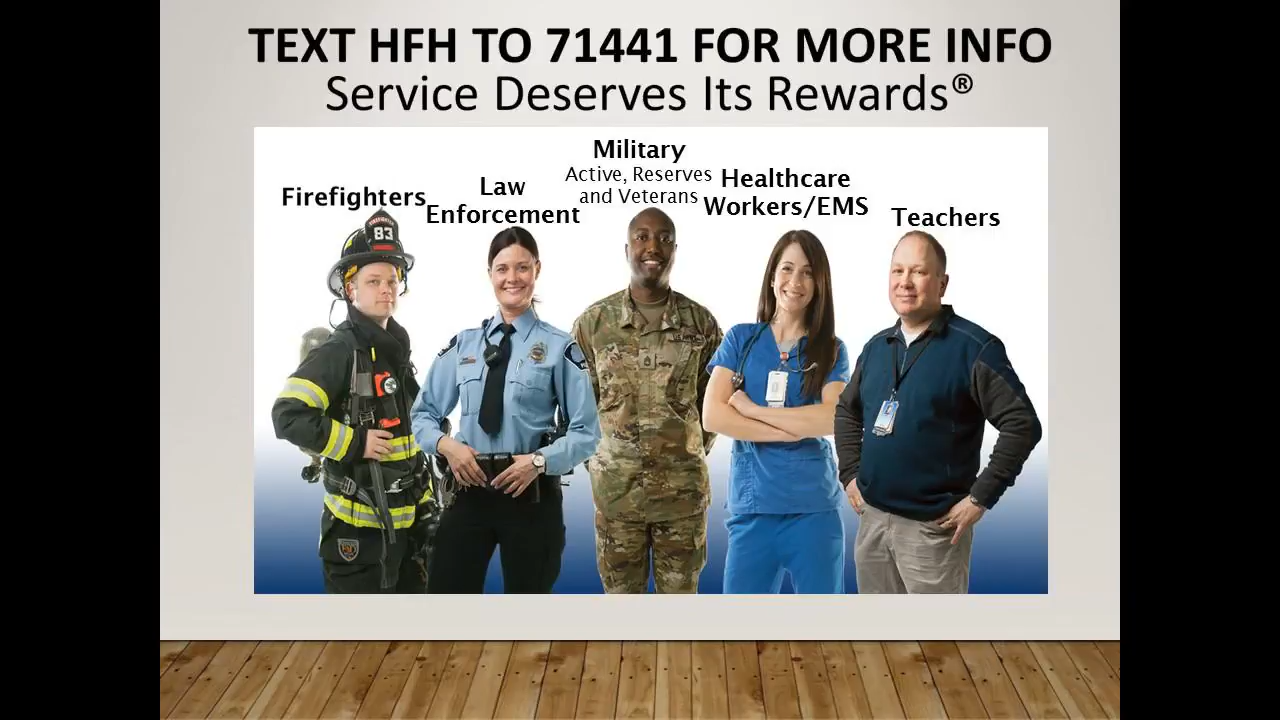 TEXT HFH TO 71441 FOR MORE INFO
Service Deserves Its Rewards®
Firefighters
Law
Enforcement
Military
Active, Reserves
and Veterans
Healthcare
Workers/EMS
Teachers
83